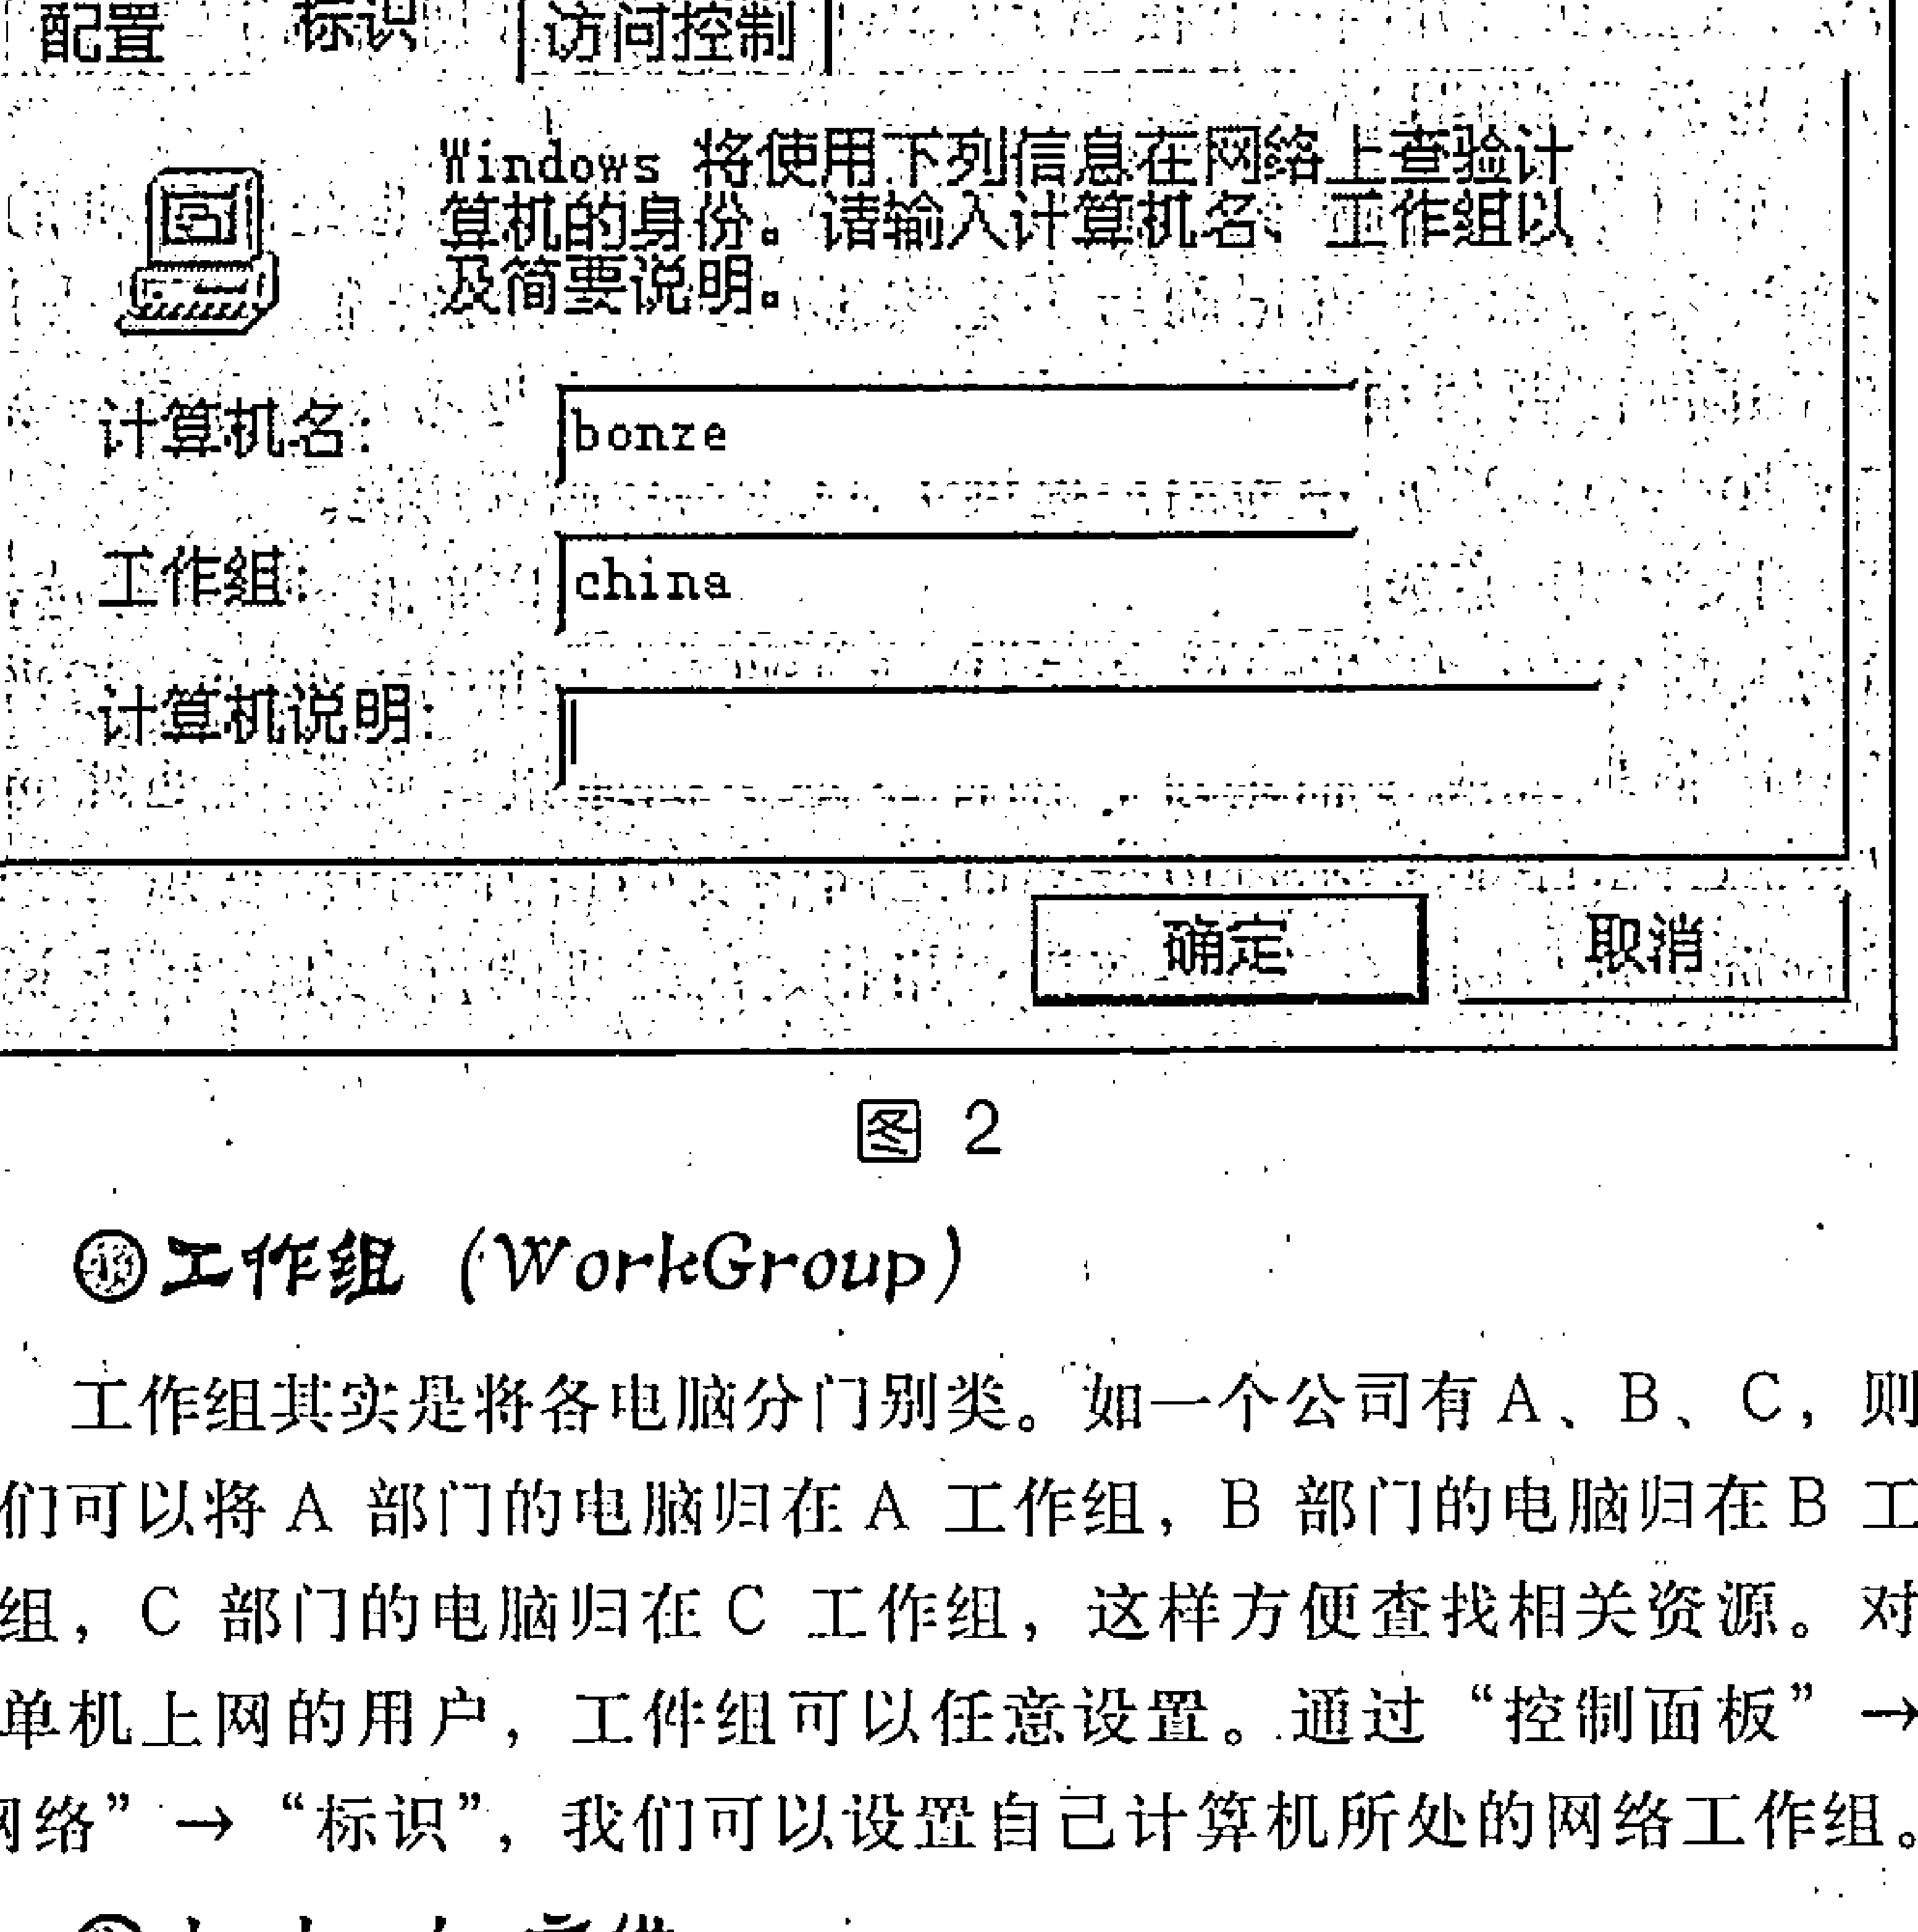 配置 标识 访问控制
Windows 将使用下列信息在网络上查验计
算机的身份。请输入计算机名、工作组以
及简要说明。
计算机名: bonze
工作组: china
计算机说明:
确定 取消
图 2
工作组 (WorkGroup)
工作组其实是将各电脑分门别类。如一个公司有A、B、C，则
们可以将 A 部门的电脑归在 A 工作组，B 部门的电脑归在 B 工
组，C 部门的电脑归在 C 工作组，这样方便查找相关资源。对
单机上网的用户，工件组可以任意设置。通过“控制面板”→
网络”→“标识”，我们可以设置自己计算机所处的网络工作组。